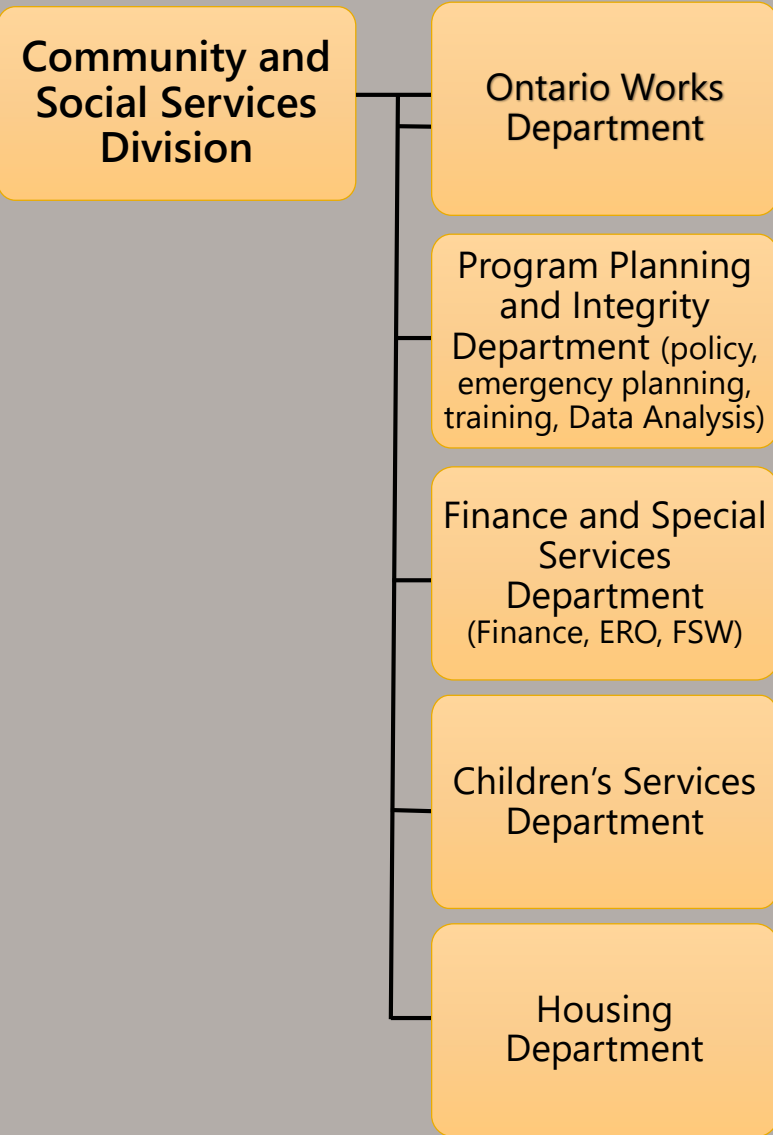 Community and
Social Services
Division
Ontario Works
Department
Program Planning
and Integrity
Department (policy,
emergency planning,
training, Data Analysis)
Finance and Special
Services
Department
(Finance, ERO, FSW)
Children’s Services
Department
Housing
Department